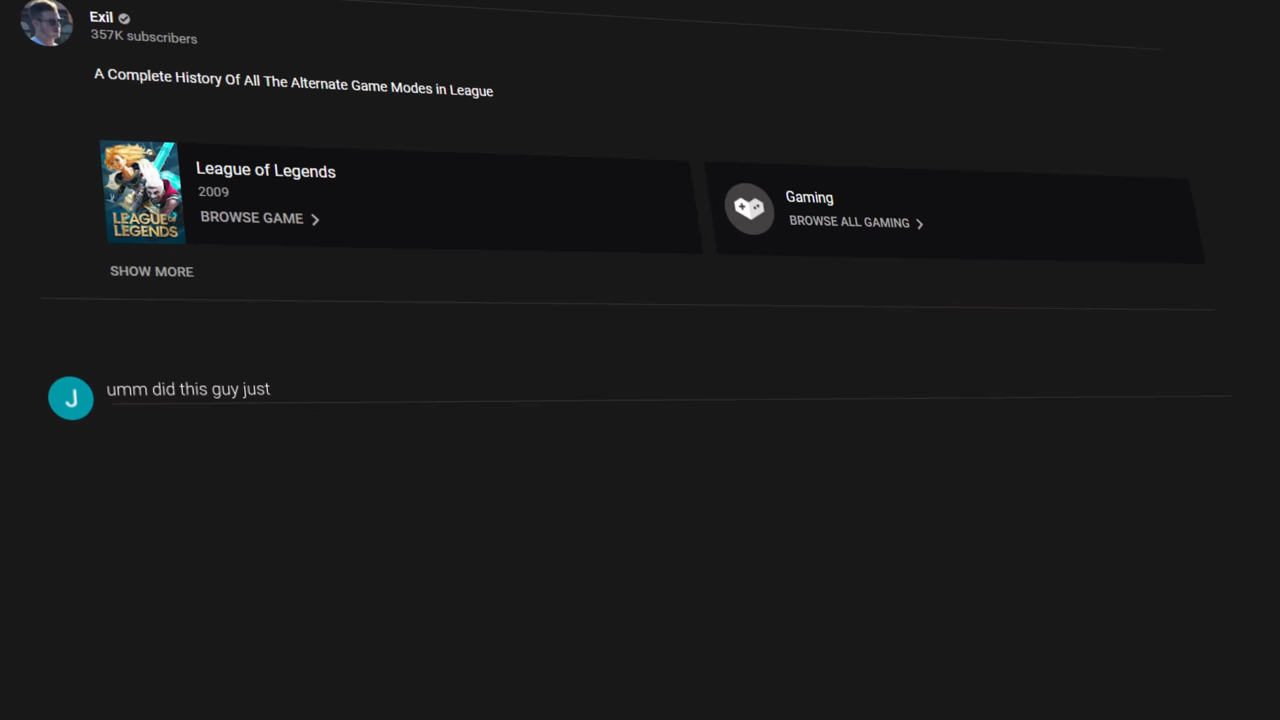 Exil
357K subscribers
A Complete History Of All The Alternate Game Modes in League
LEAGUE OF
LEGENDS
League of Legends
2009
BROWSE GAME
Gaming
BROWSE ALL GAMING
SHOW MORE
J
umm did this guy just